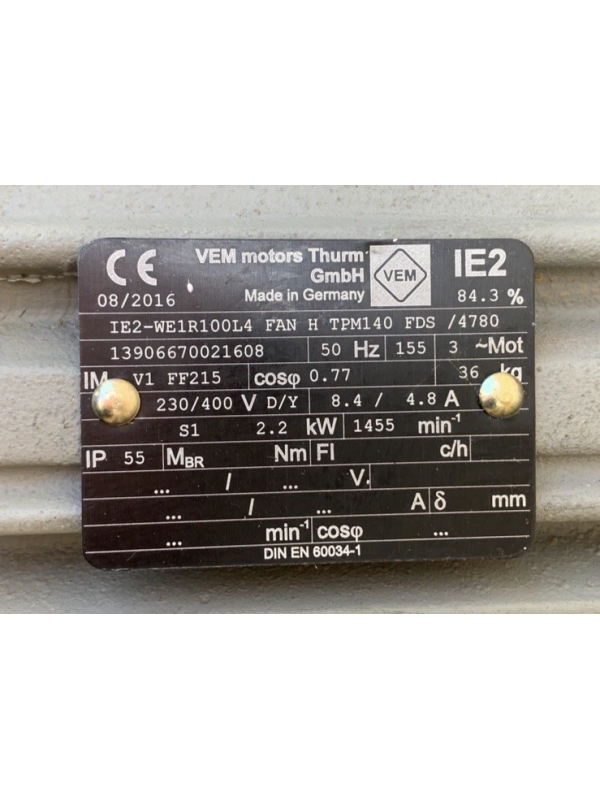 CE VEM motors Thurm GmbH VEM IE2
08/2016 Made in Germany 84.3 %
IE2-WE1R100L4 FAN H TPM140 FDS /4780
13906670021608 50 Hz 155 3 ~Mot
IM V1 FF215 cosφ 0.77 36 kg
230/400 V D/Y 8.4 / 4.8 A
S1 2.2 kW 1455 min⁻¹
IP 55 MBR Nm FI c/h
... / ... V.
... / ... A δ mm
... min⁻¹ cosφ ...
DIN EN 60034-1